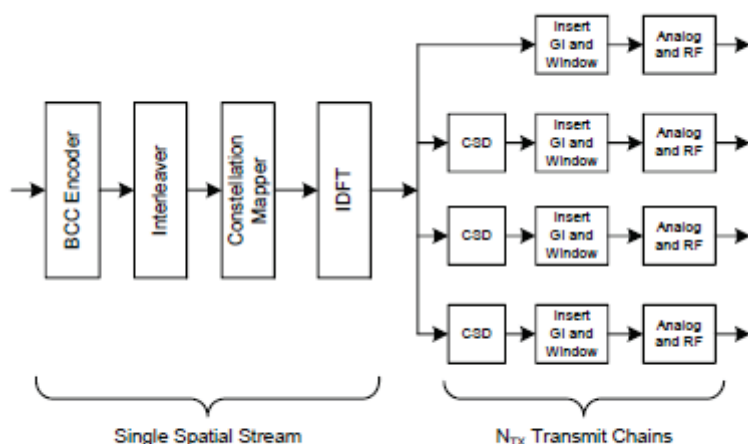 Insert
GI and
Window
Analog
and RF
BCC Encoder
Interleaver
Constellation
Mapper
IDFT
CSD
Insert
GI and
Window
Analog
and RF
CSD
Insert
GI and
Window
Analog
and RF
CSD
Insert
GI and
Window
Analog
and RF
Single Spatial Stream
N_TX Transmit Chains